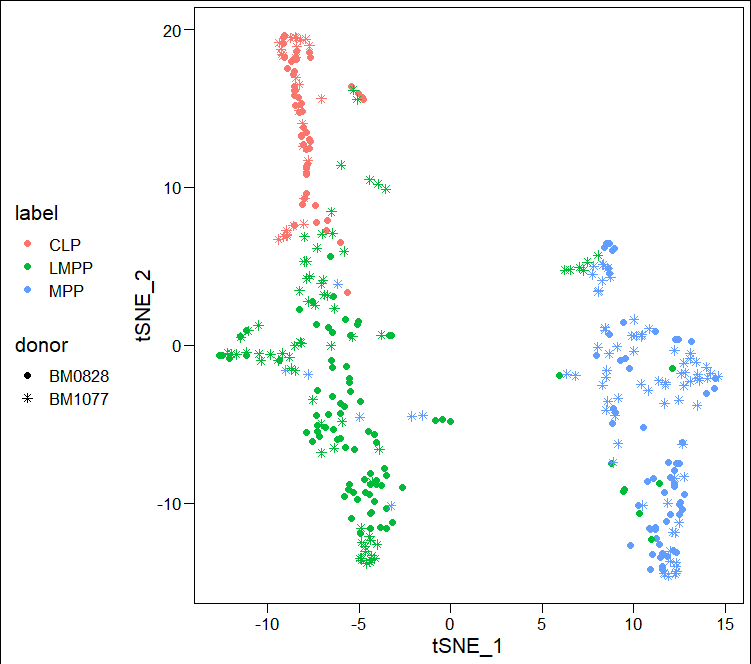 label
CLP
LMPP
MPP
donor
BM0828
BM1077
tSNE_2
20
10
0
-10
-10
-5
0
5
10
15
tSNE_1